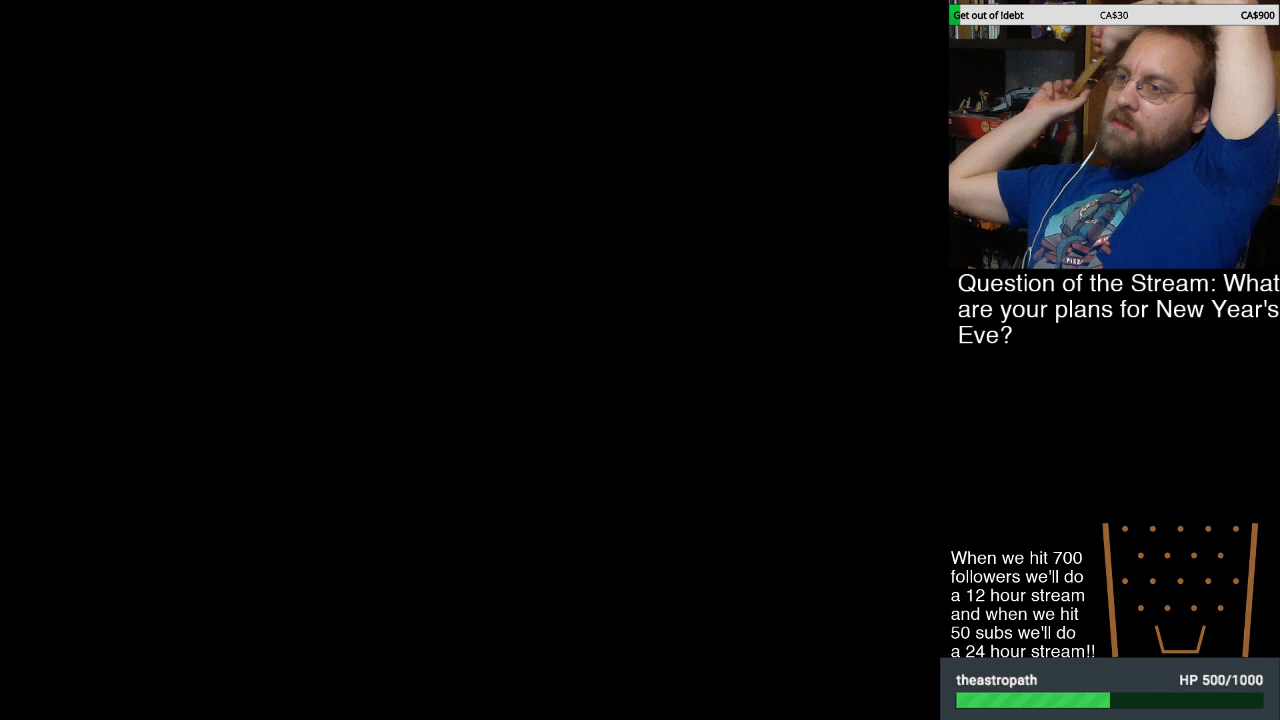 Get out of !debt CA$30 CA$900
PIZZA
Question of the Stream: What
are your plans for New Year's
Eve?
When we hit 700
followers we'll do
a 12 hour stream
and when we hit
50 subs we'll do
a 24 hour stream!!
theastropath HP 500/1000